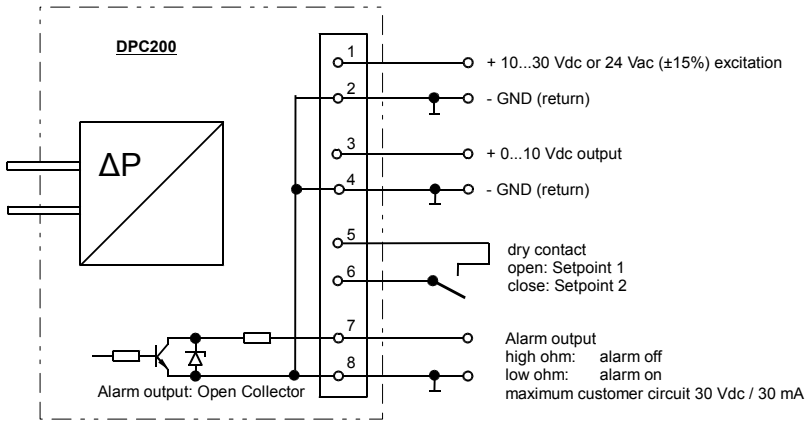 DPC200
ΔP
1
+ 10...30 Vdc or 24 Vac (±15%) excitation
2
- GND (return)
3
+ 0...10 Vdc output
4
- GND (return)
5
dry contact
open: Setpoint 1
close: Setpoint 2
6
7
Alarm output
high ohm: alarm off
low ohm: alarm on
maximum customer circuit 30 Vdc / 30 mA
8
Alarm output: Open Collector